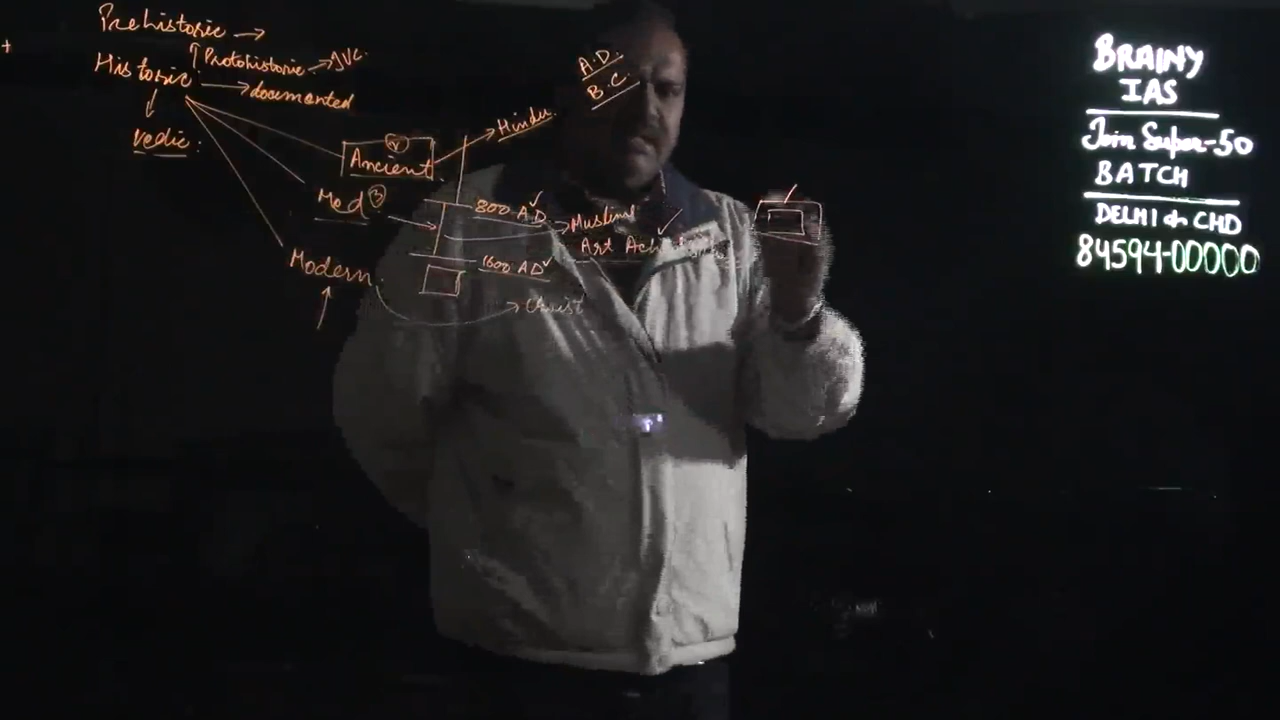 Prehistoric →
Protohistoric → IVC.
Historic → documented
Vedic
Ancient
→ Hindu
A.D.
B.C.
Med
800 AD
→ Muslim
Art
Modern
1600 AD
→ Christ
BRAINY
IAS
Join Super-50
BATCH
DELHI & CHD
84594-00000